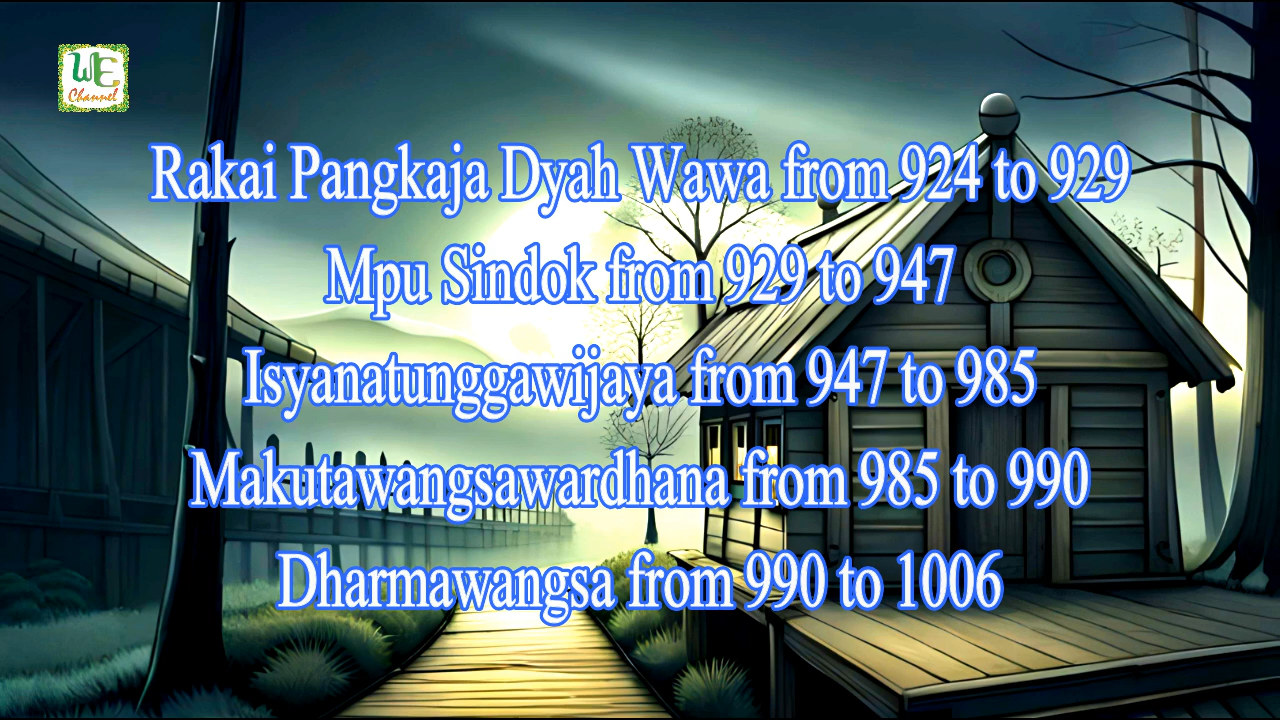 WE
Channel
Rakai Pangkaja Dyah Wawa from 924 to 929
Mpu Sindok from 929 to 947
Isyanatunggawijaya from 947 to 985
Makutawangsawardhana from 985 to 990
Dharmawangsa from 990 to 1006